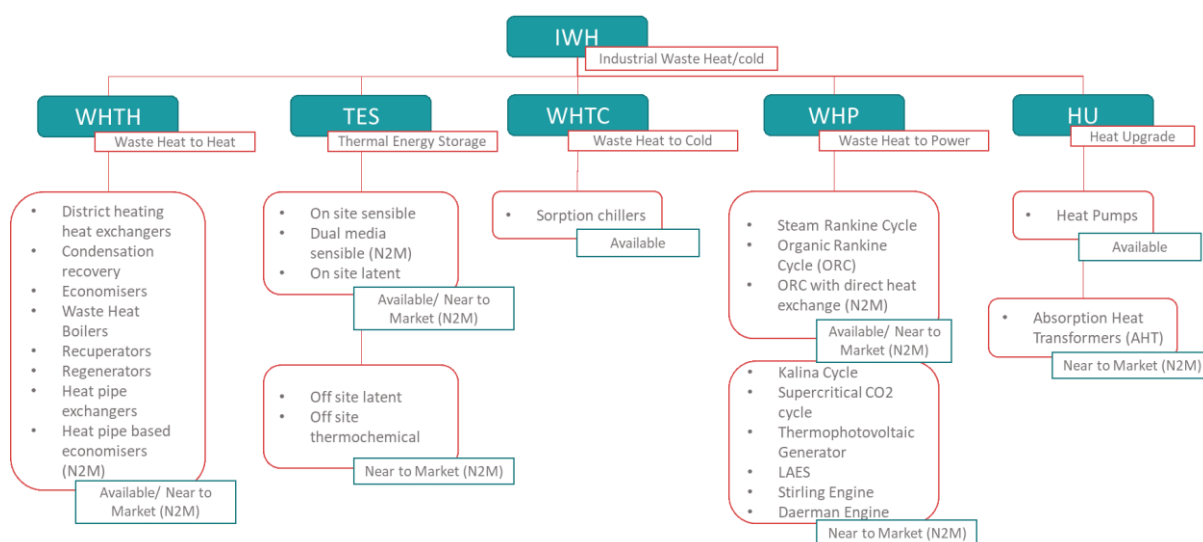 IWH
Industrial Waste Heat/cold
WHTH
Waste Heat to Heat
TES
Thermal Energy Storage
WHTC
Waste Heat to Cold
WHP
Waste Heat to Power
HU
Heat Upgrade
• District heating
heat exchangers
• Condensation
recovery
• Economisers
• Waste Heat
Boilers
• Recuperators
• Regenerators
• Heat pipe
exchangers
• Heat pipe based
economisers
(N2M)
Available/ Near to
Market (N2M)
• On site sensible
• Dual media
sensible (N2M)
• On site latent
Available/ Near to
Market (N2M)
• Off site latent
• Off site
thermochemical
Near to Market (N2M)
• Sorption chillers
Available
• Steam Rankine Cycle
• Organic Rankine
Cycle (ORC)
• ORC with direct heat
exchange (N2M)
Available/ Near to
Market (N2M)
• Kalina Cycle
• Supercritical CO2
cycle
• Thermophotovoltaic
Generator
• LAES
• Stirling Engine
• Daerman Engine
Near to Market (N2M)
• Heat Pumps
Available
• Absorption Heat
Transformers (AHT)
Near to Market (N2M)